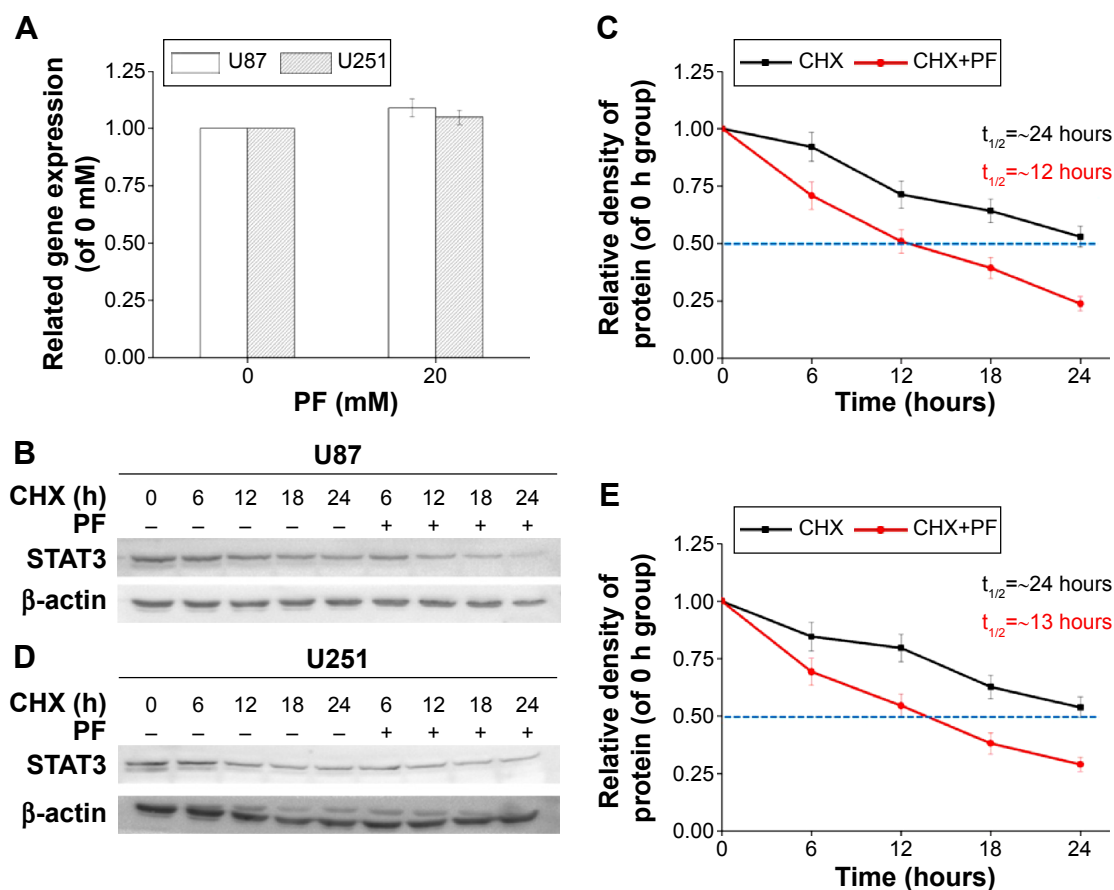 A
U87 U251
1.25
1.00
0.75
0.50
0.25
0.00
Related gene expression
(of 0 mM)
0 20
PF (mM)
B
U87
CHX (h) 0 6 12 18 24 6 12 18 24
PF – – – – – + + + +
STAT3
β-actin
D
U251
CHX (h) 0 6 12 18 24 6 12 18 24
PF – – – – – + + + +
STAT3
β-actin
C
CHX CHX+PF
1.25
1.00
0.75
0.50
0.25
0.00
Relative density of
protein (of 0 h group)
t1/2=~24 hours
t1/2=~12 hours
0 6 12 18 24
Time (hours)
E
CHX CHX+PF
1.25
1.00
0.75
0.50
0.25
0.00
Relative density of
protein (of 0 h group)
t1/2=~24 hours
t1/2=~13 hours
0 6 12 18 24
Time (hours)